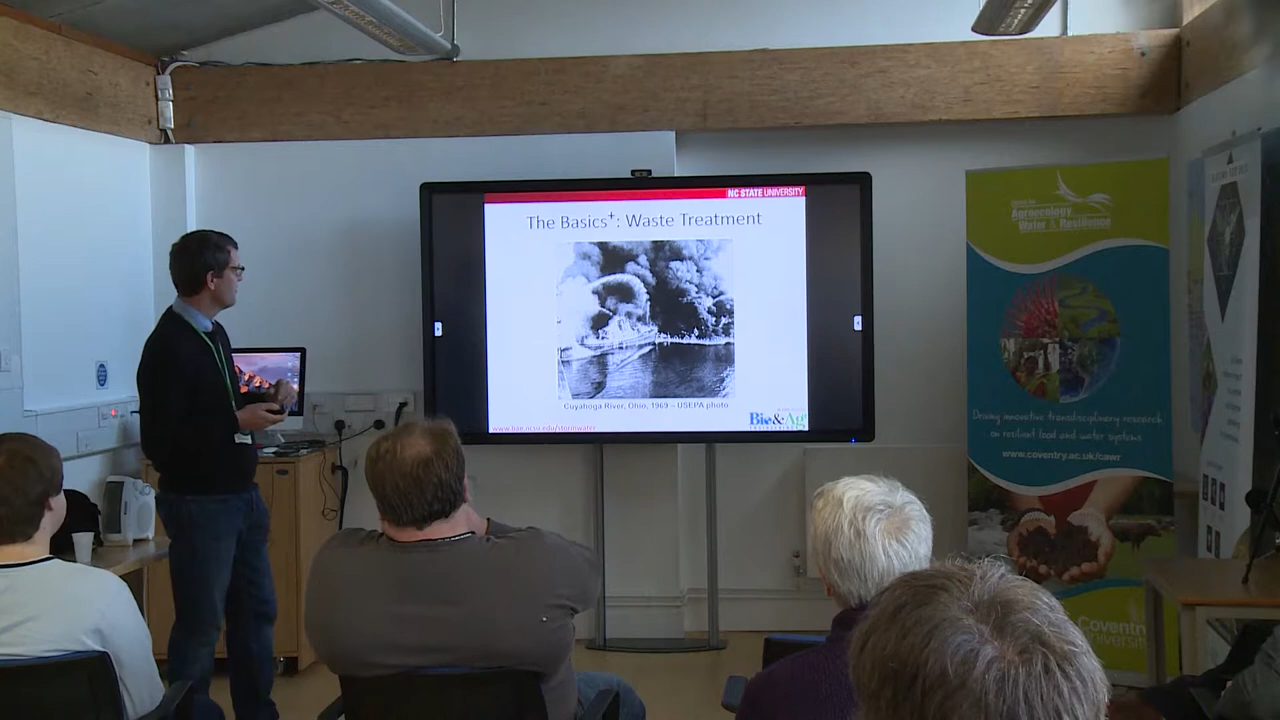 NC STATE UNIVERSITY
The Basics⁺: Waste Treatment
Cuyahoga River, Ohio, 1969 – USEPA photo
www.bae.ncsu.edu/stormwater
Bio&Ag
ENGINEERING
Agroecology
Water & Resilience
Driving innovative transdisciplinary research
on resilient food and water systems
www.coventry.ac.uk/cawr
Coventry
University